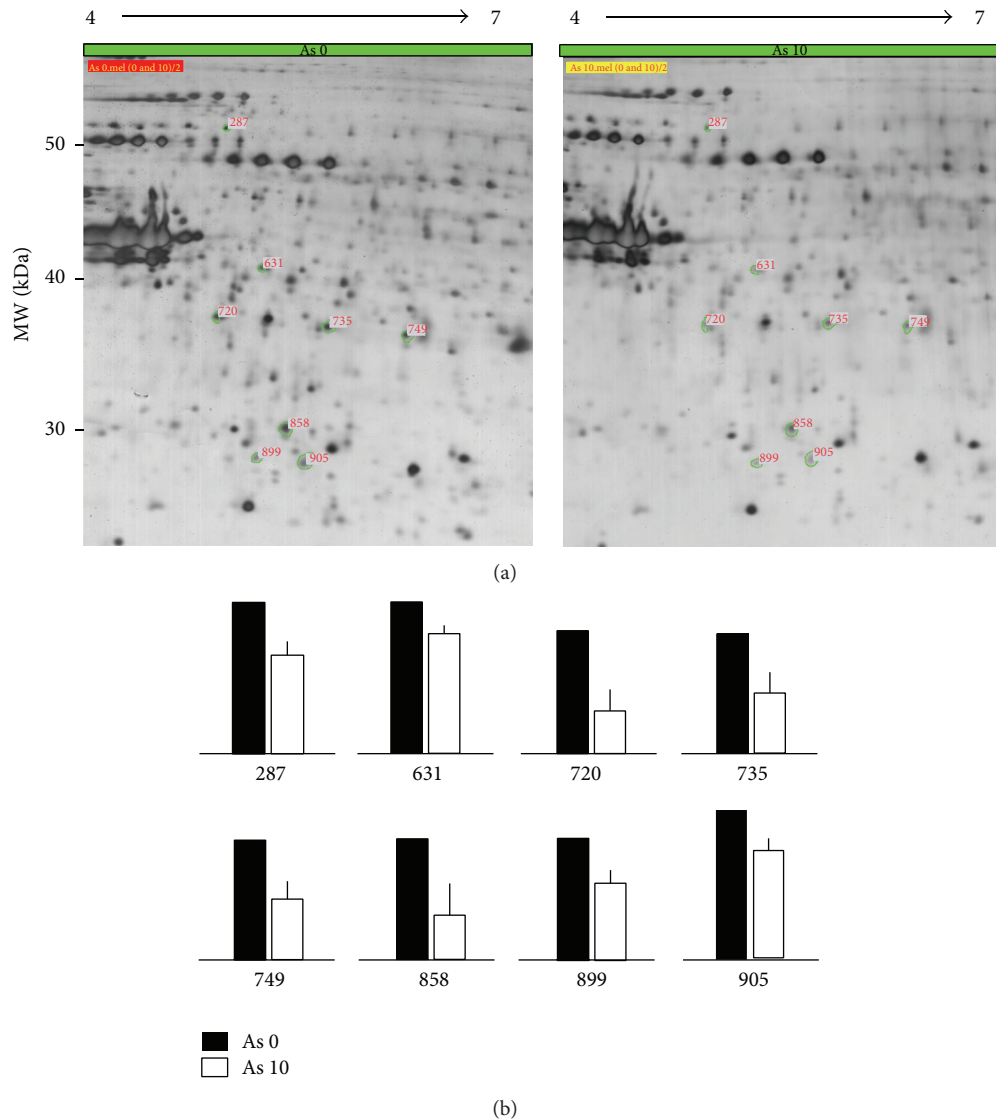 4 7 4 7
As 0 As 10
As 0.mel (0 and 10)/2 As 10.mel (0 and 10)/2
287 287
50
631 631
40
MW (kDa)
720 735 749 720 735 749
30
858 858
899 905 899 905
(a)
287 631 720 735
749 858 899 905
As 0
As 10
(b)